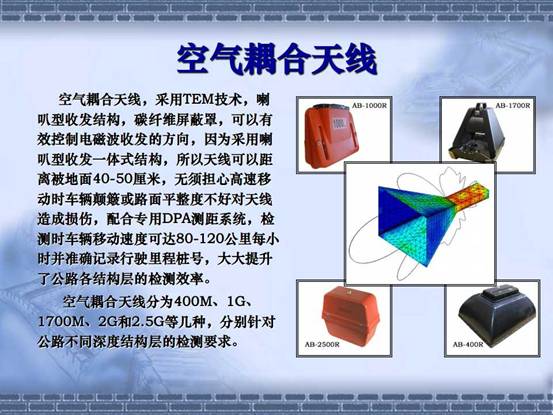 空气耦合天线
空气耦合天线，采用TEM技术，喇
叭型收发结构，碳纤维屏蔽罩，可以有
效控制电磁波收发的方向，因为采用喇
叭型收发一体式结构，所以天线可以距
离被地面40-50厘米，无须担心高速移
动时车辆颠簸或路面平整度不好对天线
造成损伤，配合专用DPA测距系统，检
测时车辆移动速度可达80-120公里每小
时并准确记录行驶里程桩号，大大提升
了公路各结构层的检测效率。
空气耦合天线分为400M、1G、
1700M、2G和2.5G等几种，分别针对
公路不同深度结构层的检测要求。
AB-1000R
AB-1700R
AB-2500R
AB-400R